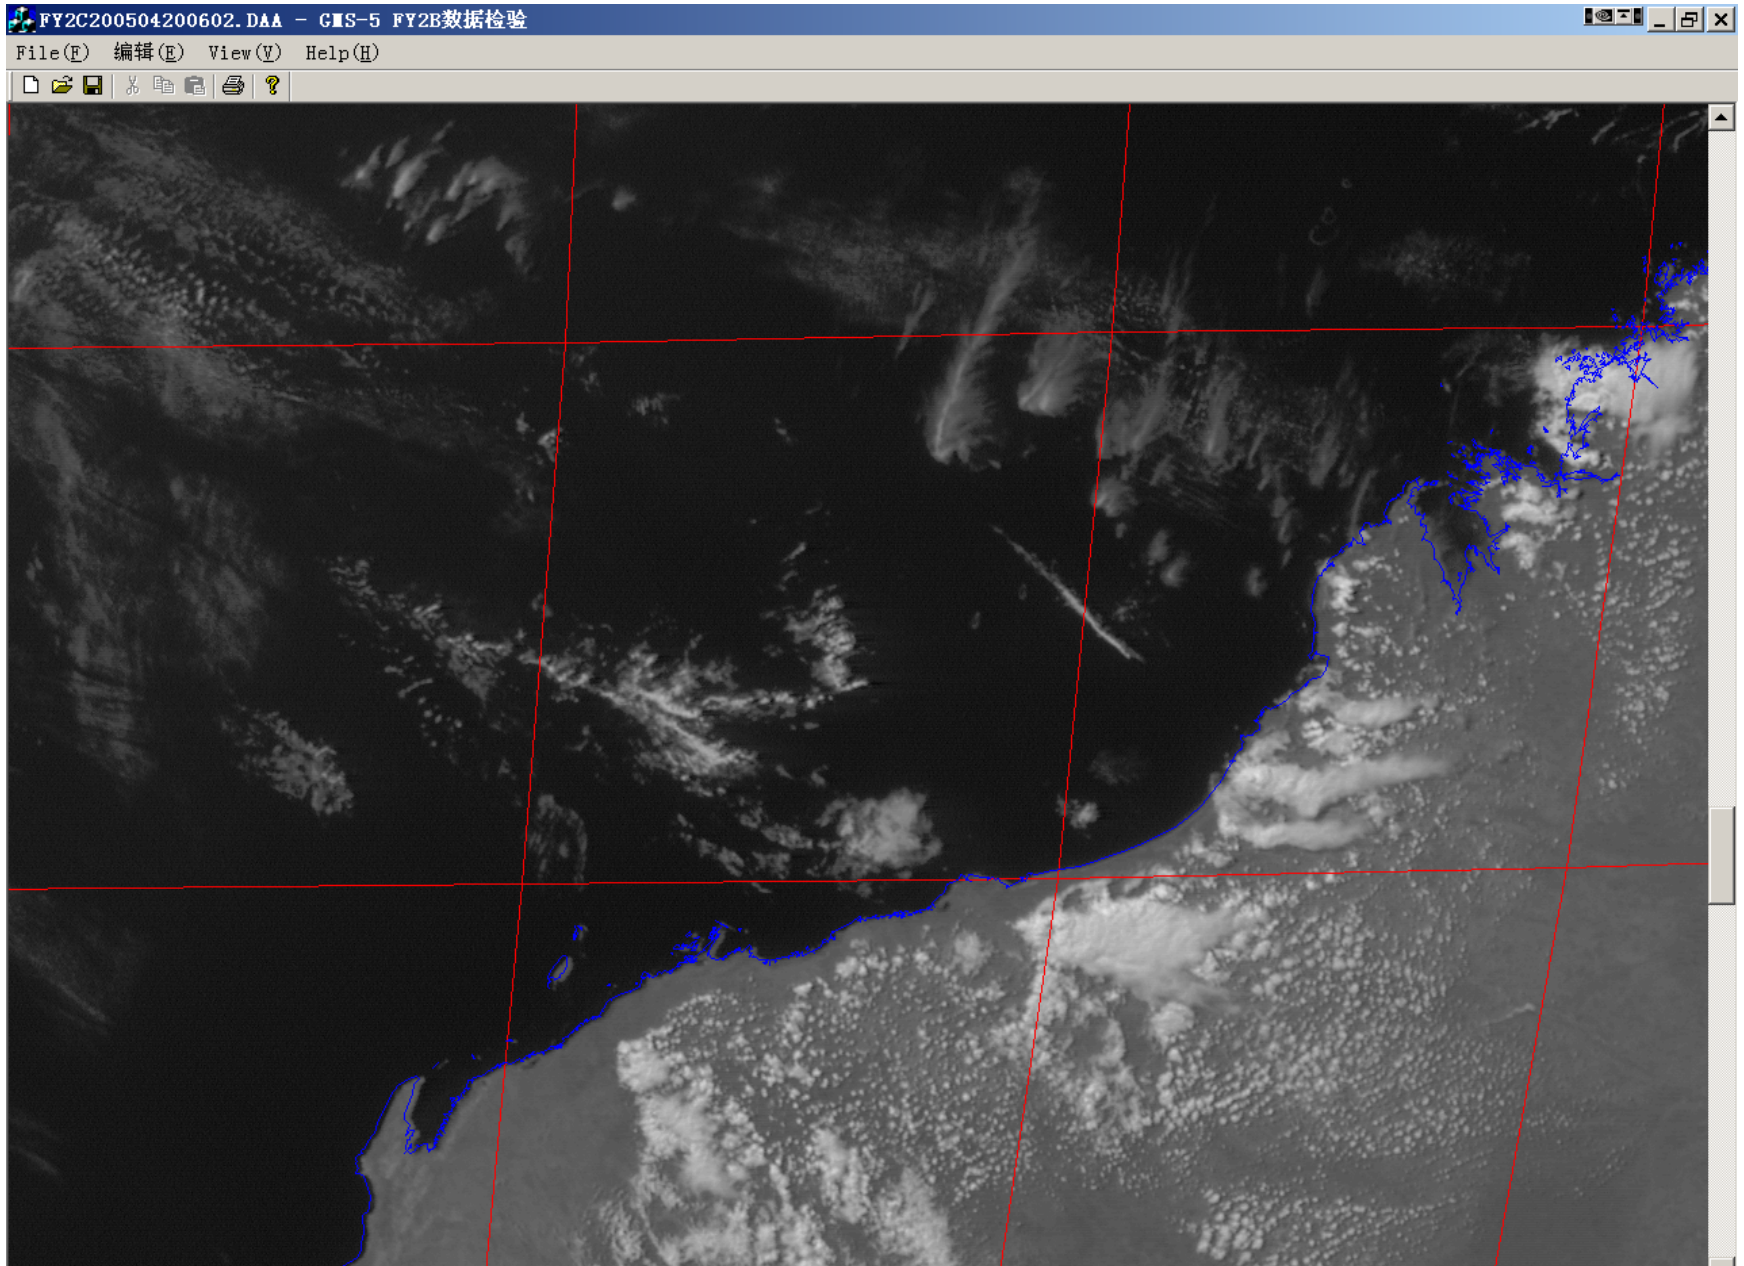 FY2C200504200602.DAA - GMS-5 FY2B数据检验
File(F) 编辑(E) View(V) Help(H)